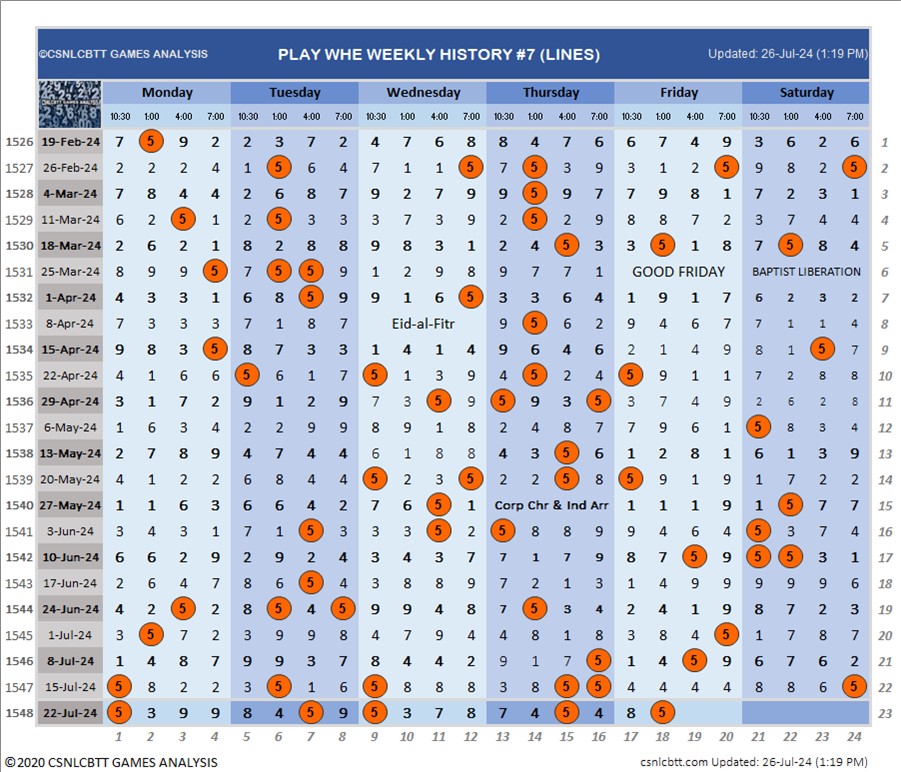 ©CSNLCBTT GAMES ANALYSIS PLAY WHE WEEKLY HISTORY #7 (LINES) Updated: 26-Jul-24 (1:19 PM)
Monday Tuesday Wednesday Thursday Friday Saturday
10:30 1:00 4:00 7:00 10:30 1:00 4:00 7:00 10:30 1:00 4:00 7:00 10:30 1:00 4:00 7:00 10:30 1:00 4:00 7:00 10:30 1:00 4:00 7:00
1526 19-Feb-24 7 5 9 2 2 3 7 2 4 7 6 8 8 4 7 6 6 7 4 9 3 6 2 6 1
1527 26-Feb-24 2 2 2 4 1 5 6 4 7 1 1 5 7 5 3 9 3 1 2 5 9 8 2 5 2
1528 4-Mar-24 7 8 4 4 2 6 8 7 9 2 7 9 9 5 9 7 7 9 8 1 7 2 3 1 3
1529 11-Mar-24 6 2 5 1 2 5 3 3 3 7 3 9 2 5 2 9 8 8 7 2 3 7 4 4 4
1530 18-Mar-24 2 6 2 1 8 2 8 8 9 8 3 1 2 4 5 3 3 5 1 8 7 5 8 4 5
1531 25-Mar-24 8 9 9 5 7 5 5 9 1 2 9 8 9 7 7 1 GOOD FRIDAY BAPTIST LIBERATION 6
1532 1-Apr-24 4 3 3 1 6 8 5 9 9 1 6 5 3 3 6 4 1 9 1 7 6 2 3 2 7
1533 8-Apr-24 7 3 3 3 7 1 8 7 Eid-al-Fitr 9 5 6 2 9 4 6 7 7 1 1 4 8
1534 15-Apr-24 9 8 3 5 8 7 3 3 1 4 1 4 9 6 4 6 2 1 4 9 8 1 5 7 9
1535 22-Apr-24 4 1 6 6 5 6 1 7 5 1 3 9 4 5 2 4 5 9 1 1 7 2 8 8 10
1536 29-Apr-24 3 1 7 2 9 1 2 9 7 3 5 9 5 9 3 5 3 7 4 9 2 6 2 8 11
1537 6-May-24 1 6 3 4 2 2 9 9 8 9 1 8 2 4 8 7 7 9 6 1 5 8 3 4 12
1538 13-May-24 2 7 8 9 4 7 4 4 6 1 8 8 4 4 5 6 1 2 8 1 6 1 3 9 13
1539 20-May-24 4 1 2 2 6 8 4 4 5 2 3 5 2 2 5 8 5 9 1 9 1 7 2 2 14
1540 27-May-24 1 1 6 3 6 6 4 2 7 6 5 1 Corp Chr & Ind Arr 1 1 1 9 1 5 7 7 15
1541 3-Jun-24 3 4 3 1 7 1 5 3 3 3 5 2 5 8 8 9 9 4 6 4 5 3 7 4 16
1542 10-Jun-24 6 6 2 9 2 9 2 4 3 4 3 7 7 1 7 9 8 7 5 9 5 5 3 1 17
1543 17-Jun-24 2 6 4 7 8 6 5 4 3 8 8 9 7 2 1 3 1 4 9 9 9 9 9 6 18
1544 24-Jun-24 4 2 5 2 8 5 4 5 9 9 4 8 7 5 3 4 2 4 1 9 8 7 2 3 19
1545 1-Jul-24 3 5 7 2 3 9 9 8 4 7 9 4 4 8 1 8 3 8 4 5 1 7 8 7 20
1546 8-Jul-24 1 4 8 7 9 9 3 7 8 4 4 2 9 1 7 5 1 4 5 9 6 7 6 2 21
1547 15-Jul-24 5 8 2 2 3 5 1 6 5 8 8 8 3 8 5 5 4 4 4 4 8 8 6 5 22
1548 22-Jul-24 5 3 9 9 8 4 5 9 5 3 7 8 7 4 5 4 8 5 23
1 2 3 4 5 6 7 8 9 10 11 12 13 14 15 16 17 18 19 20 21 22 23 24
©2020 CSNLCBTT GAMES ANALYSIS csnlcbtt.com Updated: 26-Jul-24 (1:19 PM)